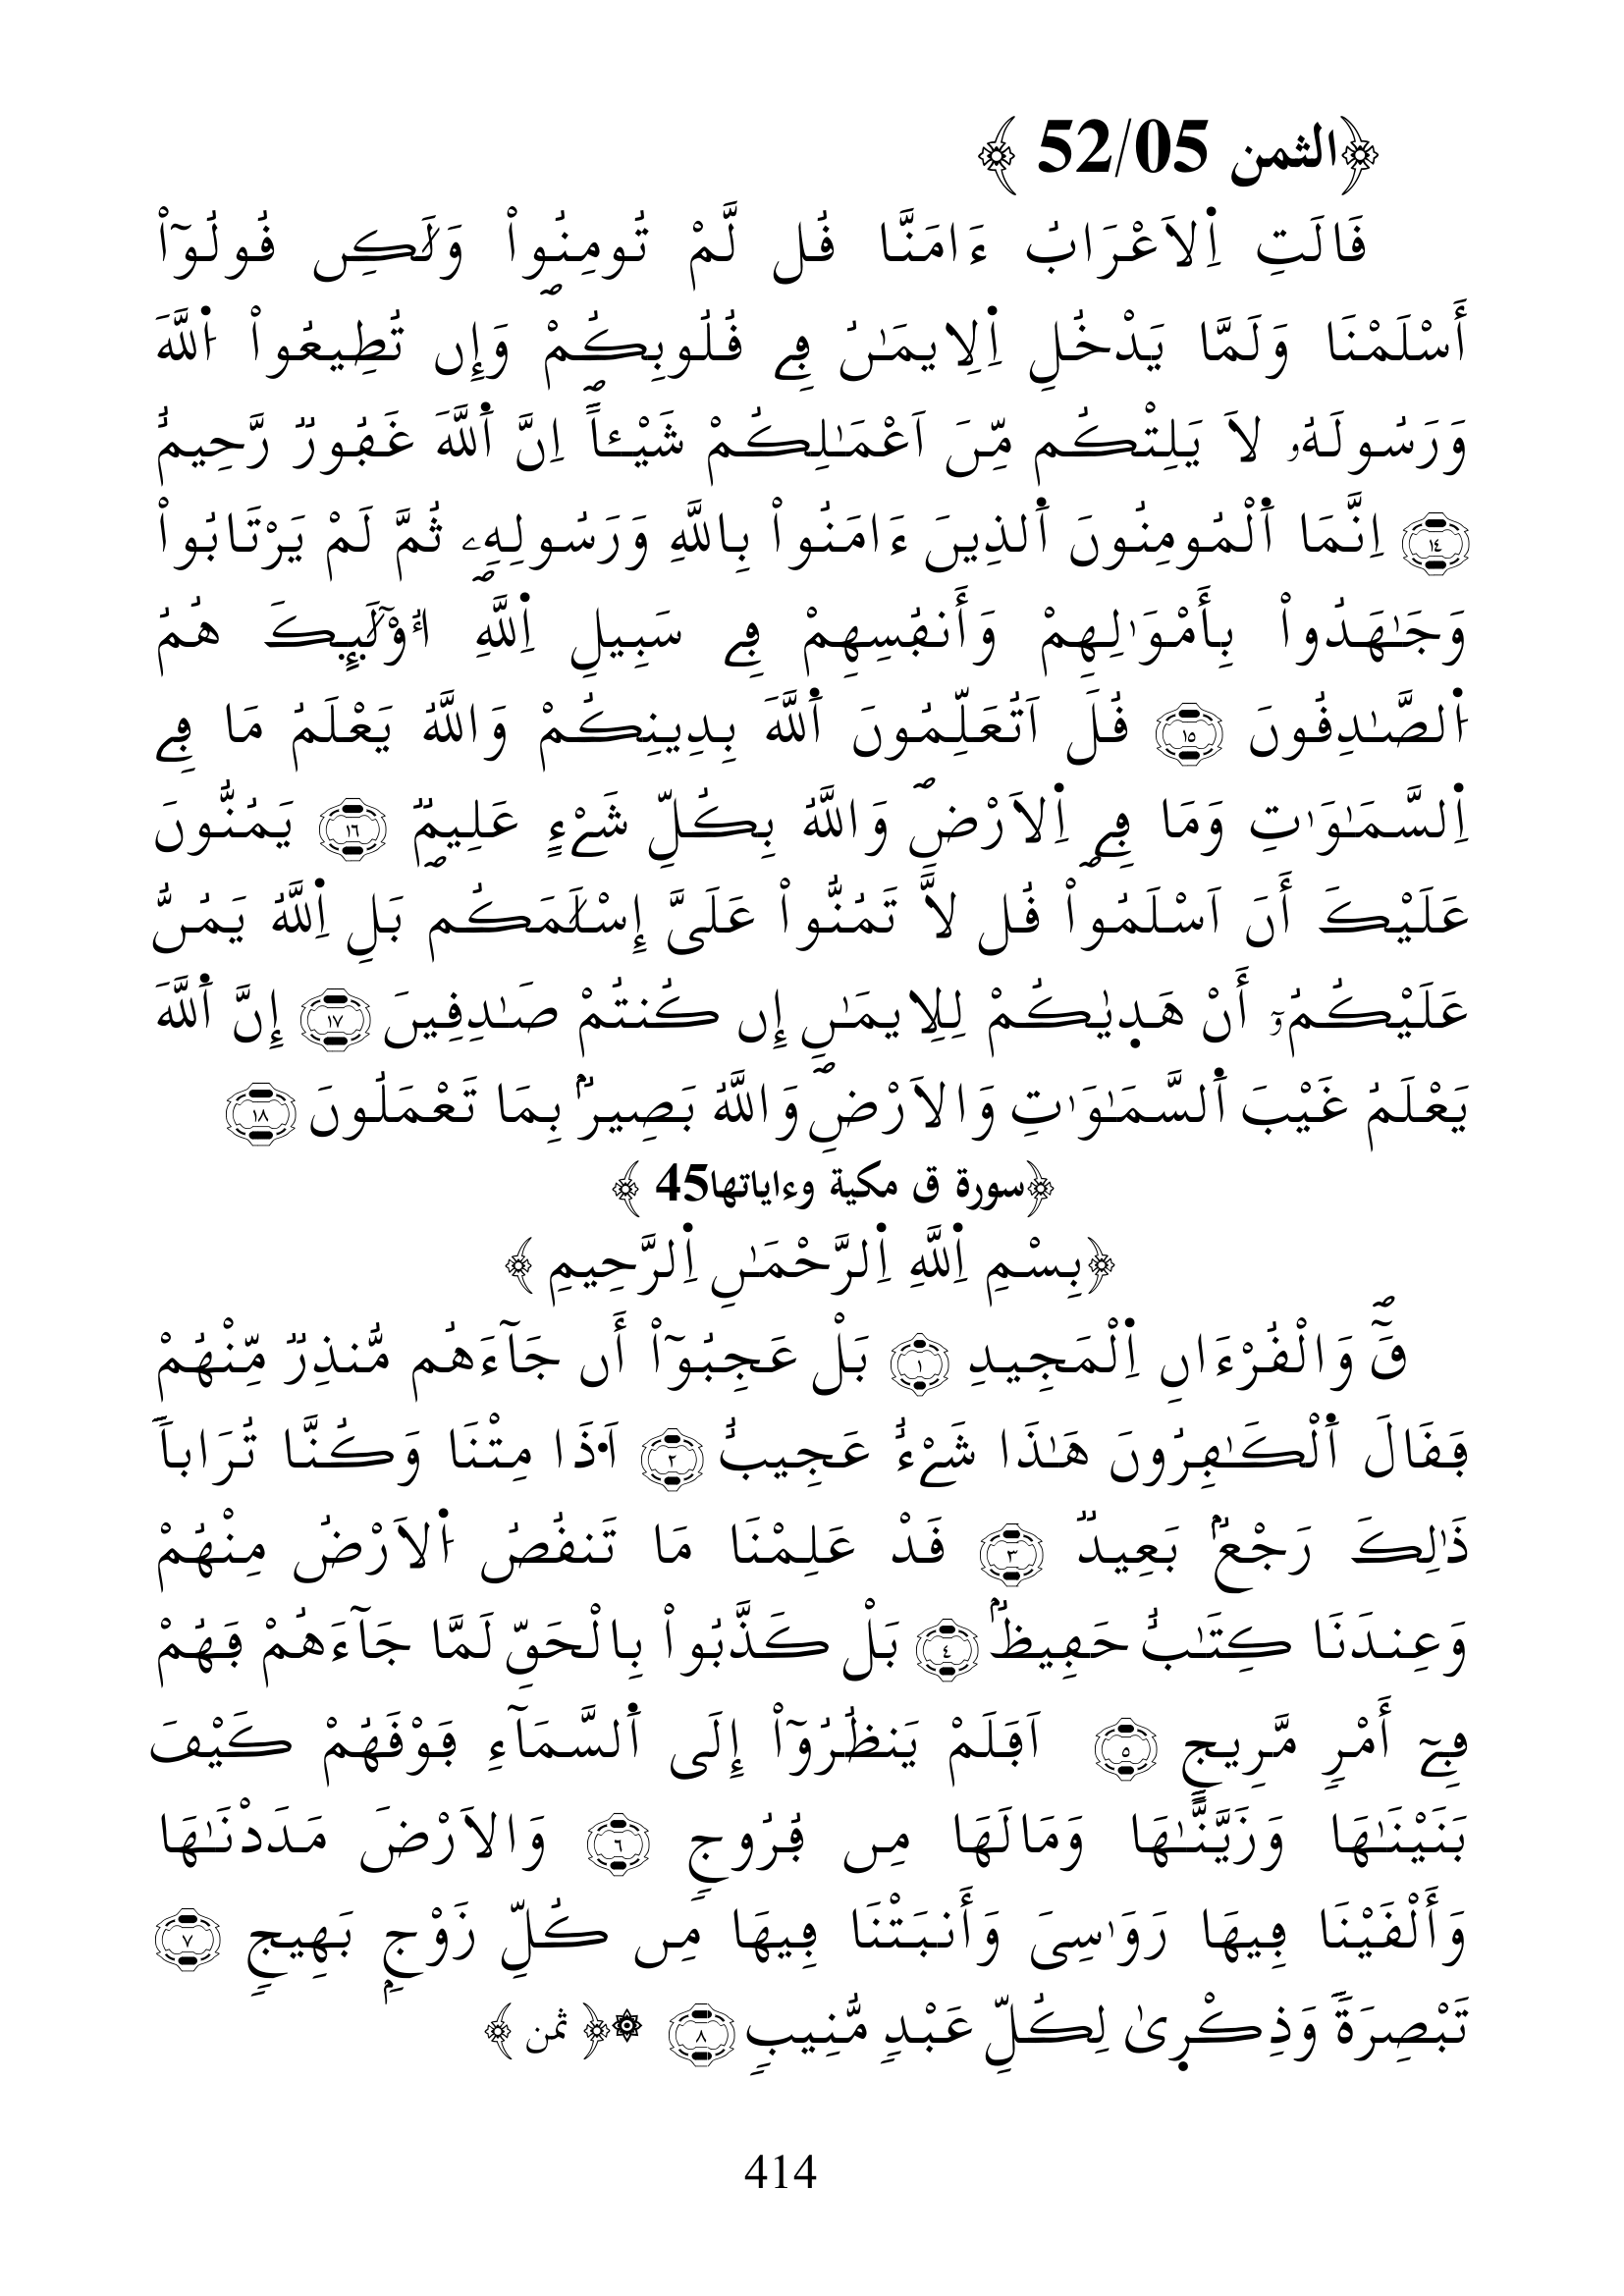 ﴿الثمن 52/05 ﴾
قَالَتِ اِ۬لَاعْرَابُ ءَامَنَّا قُل لَّمْ تُومِنُواْۖ وَلَٰكِن قُولُوٓاْ
أَسْلَمْنَا وَلَمَّا يَدْخُلِ اِ۬لِايمَٰنُ فِے قُلُوبِكُمْۖ وَإِن تُطِيعُواْ ا۬للَّهَ
وَرَسُولَهُۥ لَا يَلِتْكُم مِّنَ اَعْمَٰلِكُمْ شَيْـٔاًۖ اِنَّ اَ۬للَّهَ غَفُورٌ رَّحِيمٌ
١٤ اِنَّمَا اَ۬لْمُومِنُونَ اَ۬لذِينَ ءَامَنُواْ بِاللَّهِ وَرَسُولِهِۦ ثُمَّ لَمْ يَرْتَابُواْ
وَجَٰهَدُواْ بِأَمْوَٰلِهِمْ وَأَنفُسِهِمْ فِے سَبِيلِ اِ۬للَّهِۖ أُوْلَٰٓئِكَ هُمُ
ا۬لصَّٰدِقُونَ ١٥ قُلَ اَتُعَلِّمُونَ اَ۬للَّهَ بِدِينِكُمْ وَاللَّهُ يَعْلَمُ مَا فِے
اِ۬لسَّمَٰوَٰتِ وَمَا فِے اِ۬لَارْضِۖ وَاللَّهُ بِكُلِّ شَےْءٍ عَلِيمٌ ١٦ يَمُنُّونَ
عَلَيْكَ أَنَ اَسْلَمُواْۖ قُل لَّا تَمُنُّواْ عَلَيَّ إِسْلَٰمَكُمۖ بَلِ اِ۬للَّهُ يَمُنُّ
عَلَيْكُمُۥٓ أَنْ هَدٜيٰكُمْ لِلِايمَٰنِ إِن كُنتُمْ صَٰدِقِينَ ١٧ إِنَّ اَ۬للَّهَ
يَعْلَمُ غَيْبَ اَ۬لسَّمَٰوَٰتِ وَالَارْضِۖ وَاللَّهُ بَصِيرُۢ بِمَا تَعْمَلُونَ ١٨
﴿سورة ق مكية وءاياتها45 ﴾
﴿بِسْمِ اِ۬للَّهِ اِ۬لرَّحْمَٰنِ اِ۬لرَّحِيمِ ﴾
قَٓۖ وَالْقُرْءَانِ اِ۬لْمَجِيدِ ١ بَلْ عَجِبُوٓاْ أَن جَآءَهُم مُّنذِرٌ مِّنْهُمْ
فَقَالَ اَ۬لْكَٰفِرُونَ هَٰذَا شَےْءٌ عَجِيبٌ ٢ اَ.ذَا مِتْنَا وَكُنَّا تُرَاباًۖ
ذَٰلِكَ رَجْعُۢ بَعِيدٌ ٣ قَدْ عَلِمْنَا مَا تَنقُصُ ا۬لَارْضُ مِنْهُمْ
وَعِندَنَا كِتَٰبٌ حَفِيظُۢ ٤ بَلْ كَذَّبُواْ بِالْحَقِّ لَمَّا جَآءَهُمْ فَهُمْ
فِےٓ أَمْرٍ مَّرِيجٍ ٥ اَفَلَمْ يَنظُرُوٓاْ إِلَى اَ۬لسَّمَآءِ فَوْقَهُمْ كَيْفَ
بَنَيْنَٰهَا وَزَيَّنَّٰهَا وَمَالَهَا مِن فُرُوجٍ ٦ وَالَارْضَ مَدَدْنَٰهَا
وَأَلْقَيْنَا فِيهَا رَوَٰسِيَ وَأَنبَتْنَا فِيهَا مِن كُلِّ زَوْجِۢ بَهِيجٍ ٧
تَبْصِرَةً وَذِكْرٜيٰ لِكُلِّ عَبْدٍ مُّنِيبٍ ٨ ۞﴿ ثمن ﴾
414